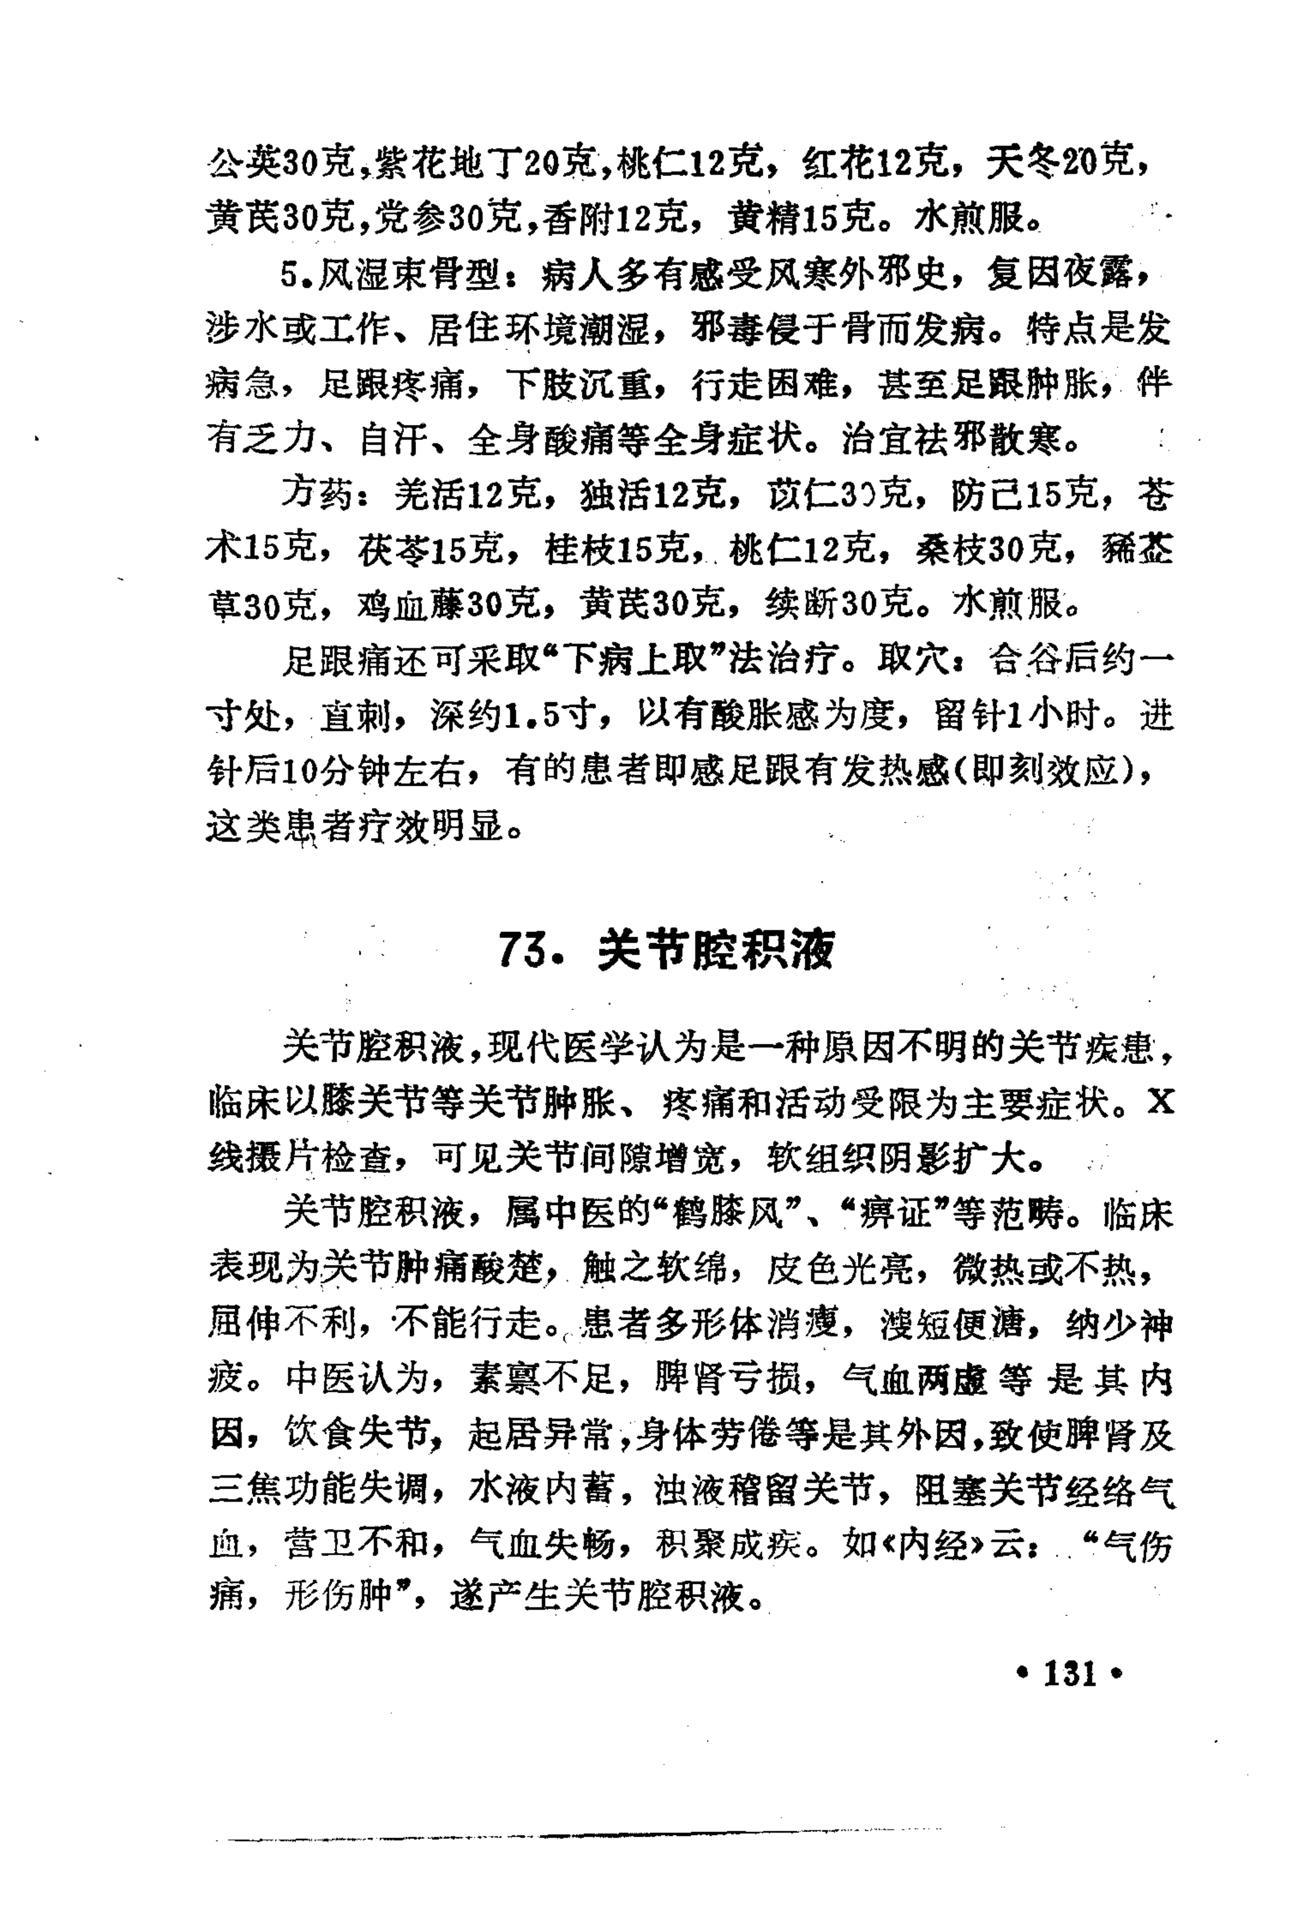 公英30克,紫花地丁20克,桃仁12克，红花12克，天冬20克，
黄芪30克,党参30克,香附12克，黄精15克。水煎服。
5.风湿束骨型：病人多有感受风寒外邪史，复因夜露，
涉水或工作、居住环境潮湿，邪毒侵于骨而发病。特点是发
病急，足跟疼痛，下肢沉重，行走困难，甚至足跟肿胀，伴
有乏力、自汗、全身酸痛等全身症状。治宜祛邪散寒。
方药：羌活12克，独活12克，苡仁30克，防己15克，苍
术15克，茯苓15克，桂枝15克，桃仁12克，桑枝30克，豨莶
草30克，鸡血藤30克，黄芪30克，续断30克。水煎服。
足跟痛还可采取“下病上取”法治疗。取穴：合谷后约一
寸处，直刺，深约1.5寸，以有酸胀感为度，留针1小时。进
针后10分钟左右，有的患者即感足跟有发热感(即刻效应)，
这类患者疗效明显。
73．关节腔积液
关节腔积液,现代医学认为是一种原因不明的关节疾患，
临床以膝关节等关节肿胀、疼痛和活动受限为主要症状。X
线摄片检查，可见关节间隙增宽，软组织阴影扩大。
关节腔积液，属中医的“鹤膝风”、“痹证”等范畴。临床
表现为关节肿痛酸楚，触之软绵，皮色光亮，微热或不热，
屈伸不利，不能行走。患者多形体消瘦，溲短便溏，纳少神
疲。中医认为，素禀不足，脾肾亏损，气血两虚等是其内
因，饮食失节，起居异常,身体劳倦等是其外因,致使脾肾及
三焦功能失调，水液内蓄，浊液稽留关节，阻塞关节经络气
血，营卫不和，气血失畅，积聚成疾。如《内经》云：“气伤
痛，形伤肿”，遂产生关节腔积液。
•131•